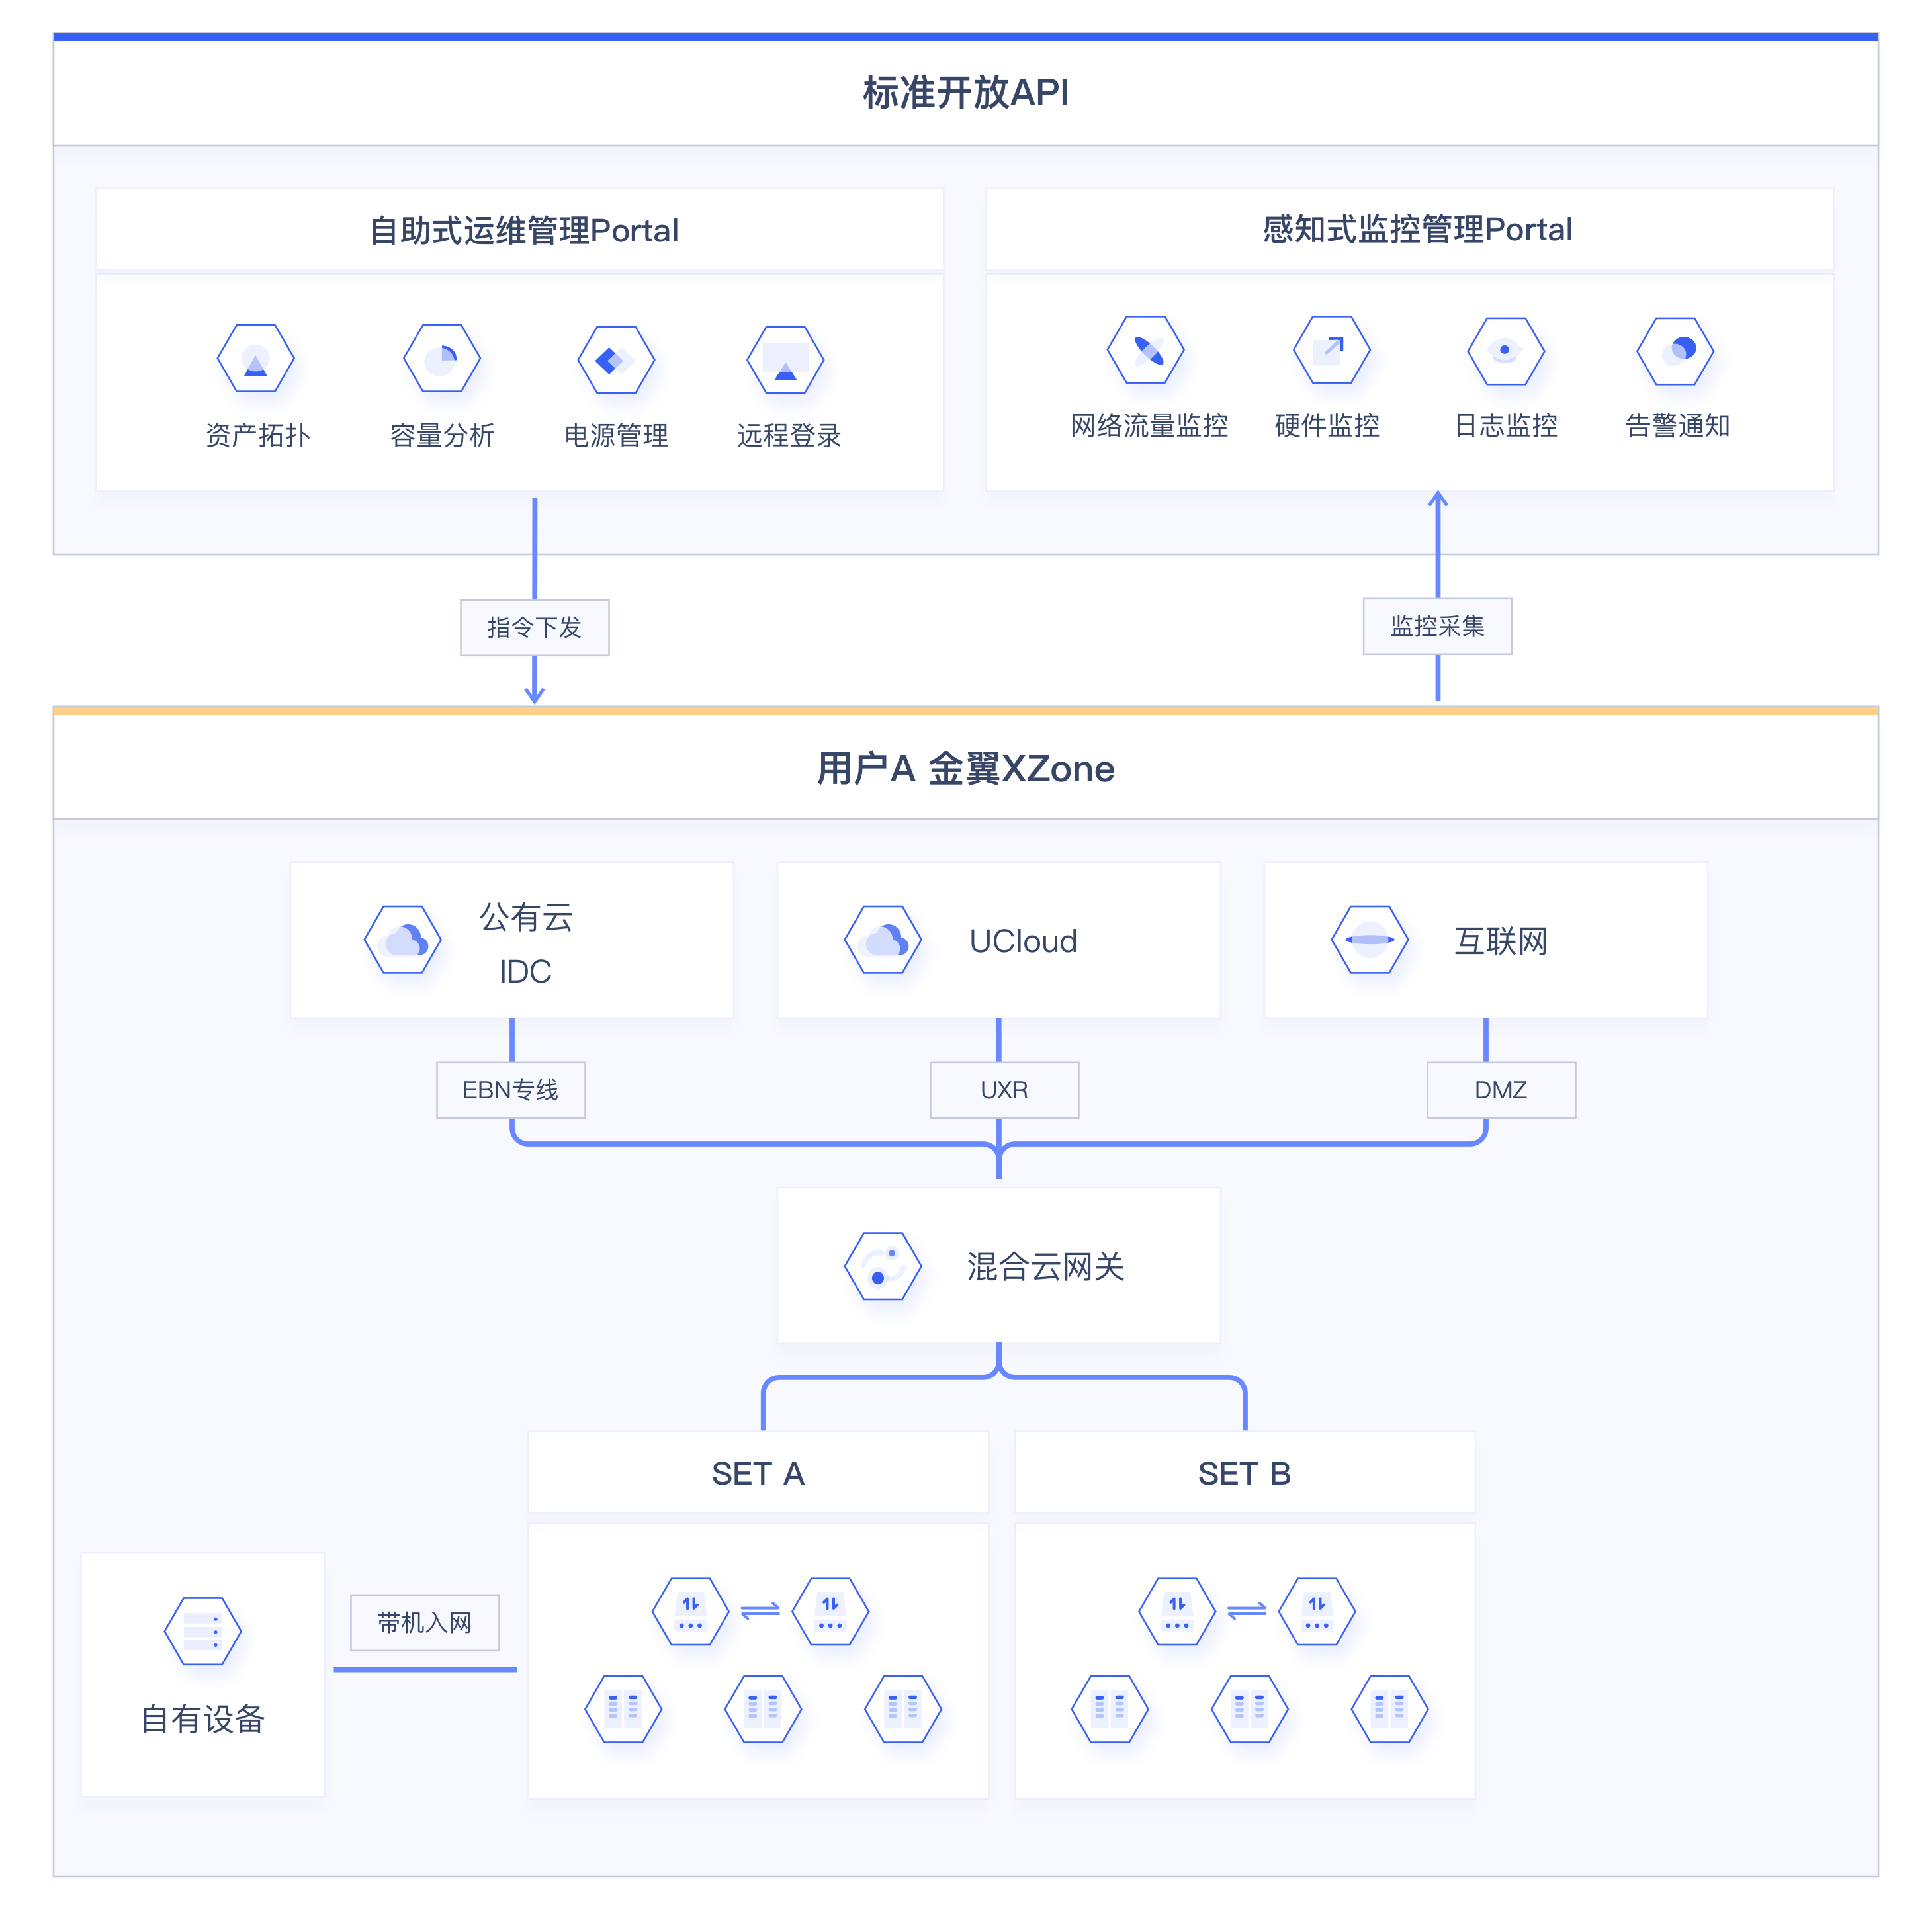 标准开放API
自助式运维管理Portal
资产拓扑
容量分析
电源管理
远程登录
感知式监控管理Portal
网络流量监控
硬件监控
日志监控
告警通知
指令下发
监控采集
用户A 金翼XZone
公有云
IDC
UCloud
互联网
EBN专线
UXR
DMZ
混合云网关
SET A
SET B
自有设备
带机入网